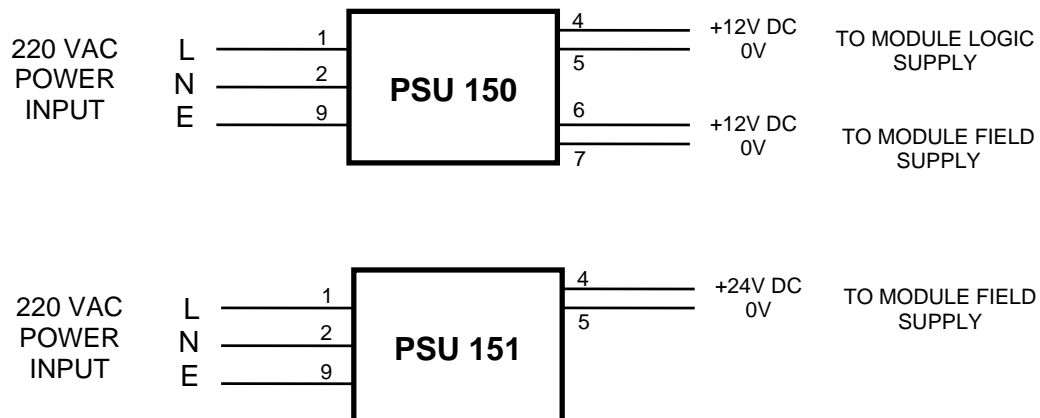 220 VAC
POWER
INPUT
L
N
E
1
2
9
PSU 150
4
5
6
7
+12V DC
0V
+12V DC
0V
TO MODULE LOGIC
SUPPLY
TO MODULE FIELD
SUPPLY
220 VAC
POWER
INPUT
L
N
E
1
2
9
PSU 151
4
5
+24V DC
0V
TO MODULE FIELD
SUPPLY